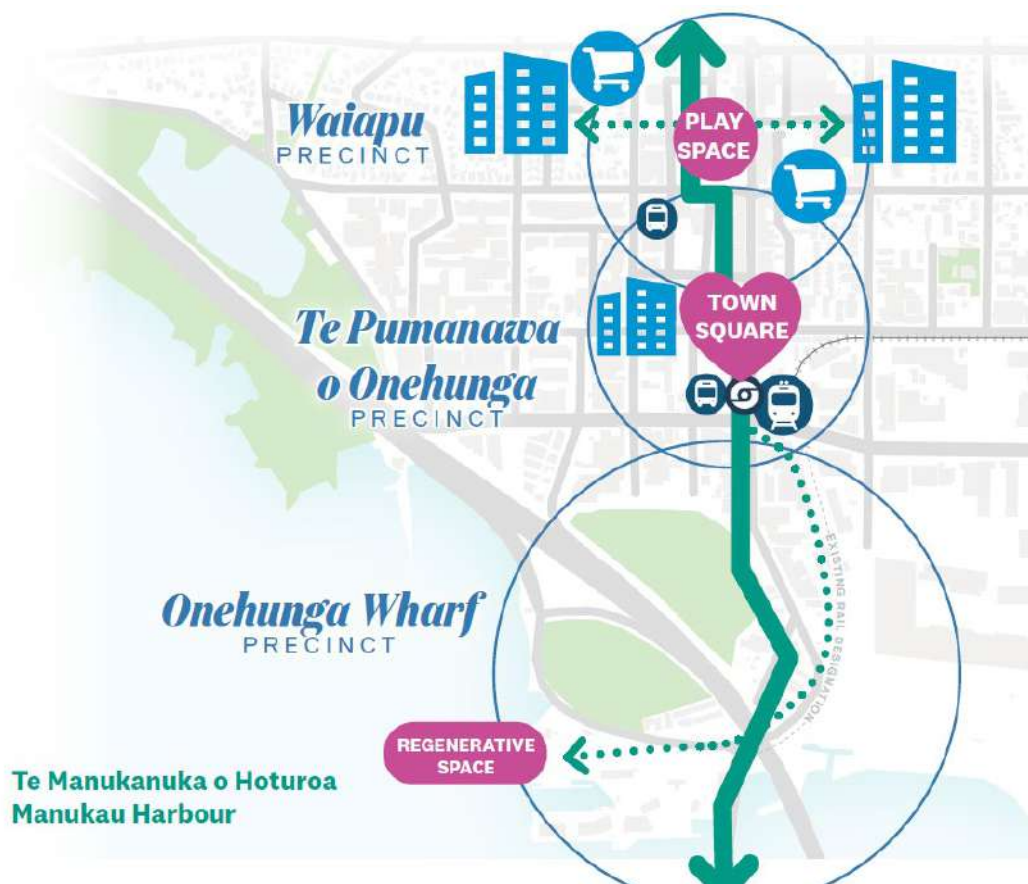 Waiapu
PRECINCT
PLAY
SPACE
Te Pumanawa
o Onehunga
PRECINCT
TOWN
SQUARE
Onehunga Wharf
PRECINCT
EXISTING RAIL DESIGNATION
REGENERATIVE
SPACE
Te Manukanuka o Hoturoa
Manukau Harbour